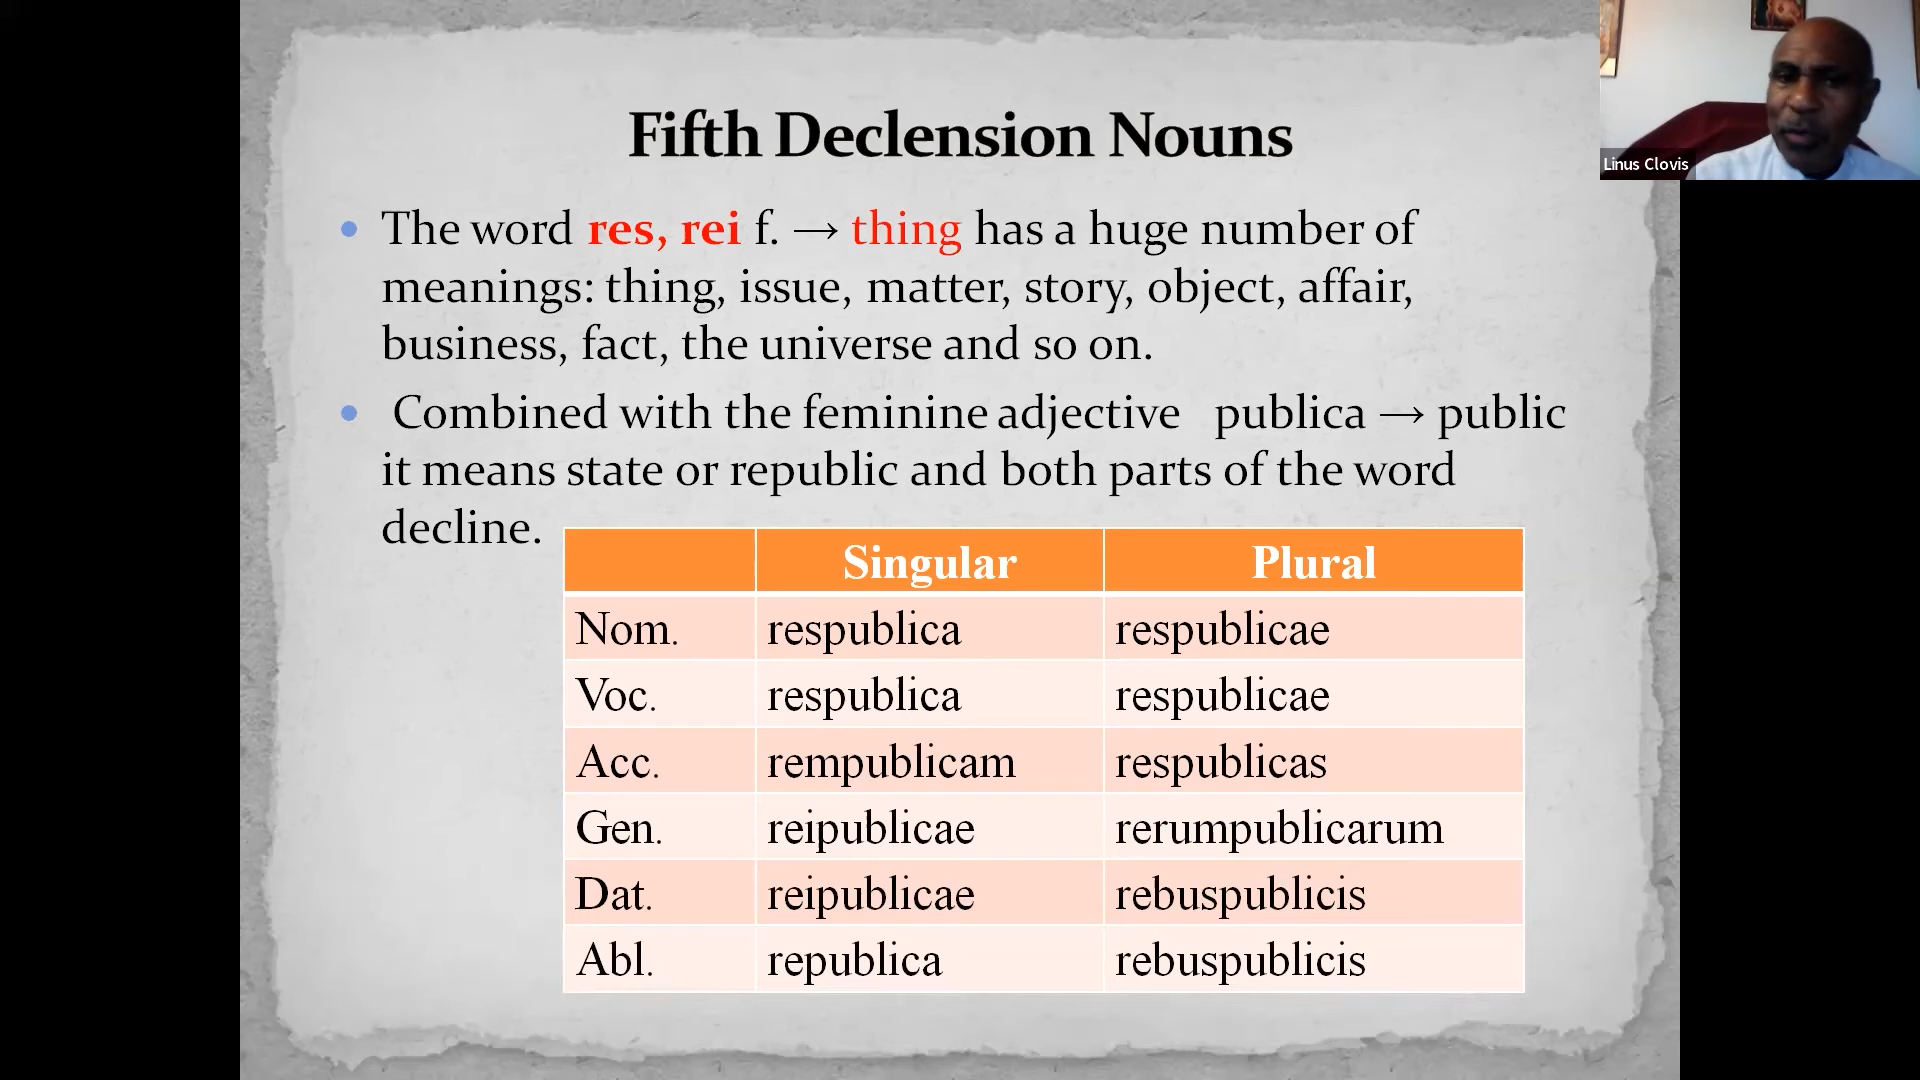 Fifth Declension Nouns
Linus Clovis
• The word res, rei f. → thing has a huge number of
meanings: thing, issue, matter, story, object, affair,
business, fact, the universe and so on.
• Combined with the feminine adjective publica → public
it means state or republic and both parts of the word
decline.
Singular Plural
Nom. respublica respublicae
Voc. respublica respublicae
Acc. rempublicam respublicas
Gen. reipublicae rerumpublicarum
Dat. reipublicae rebuspublicis
Abl. republica rebuspublicis